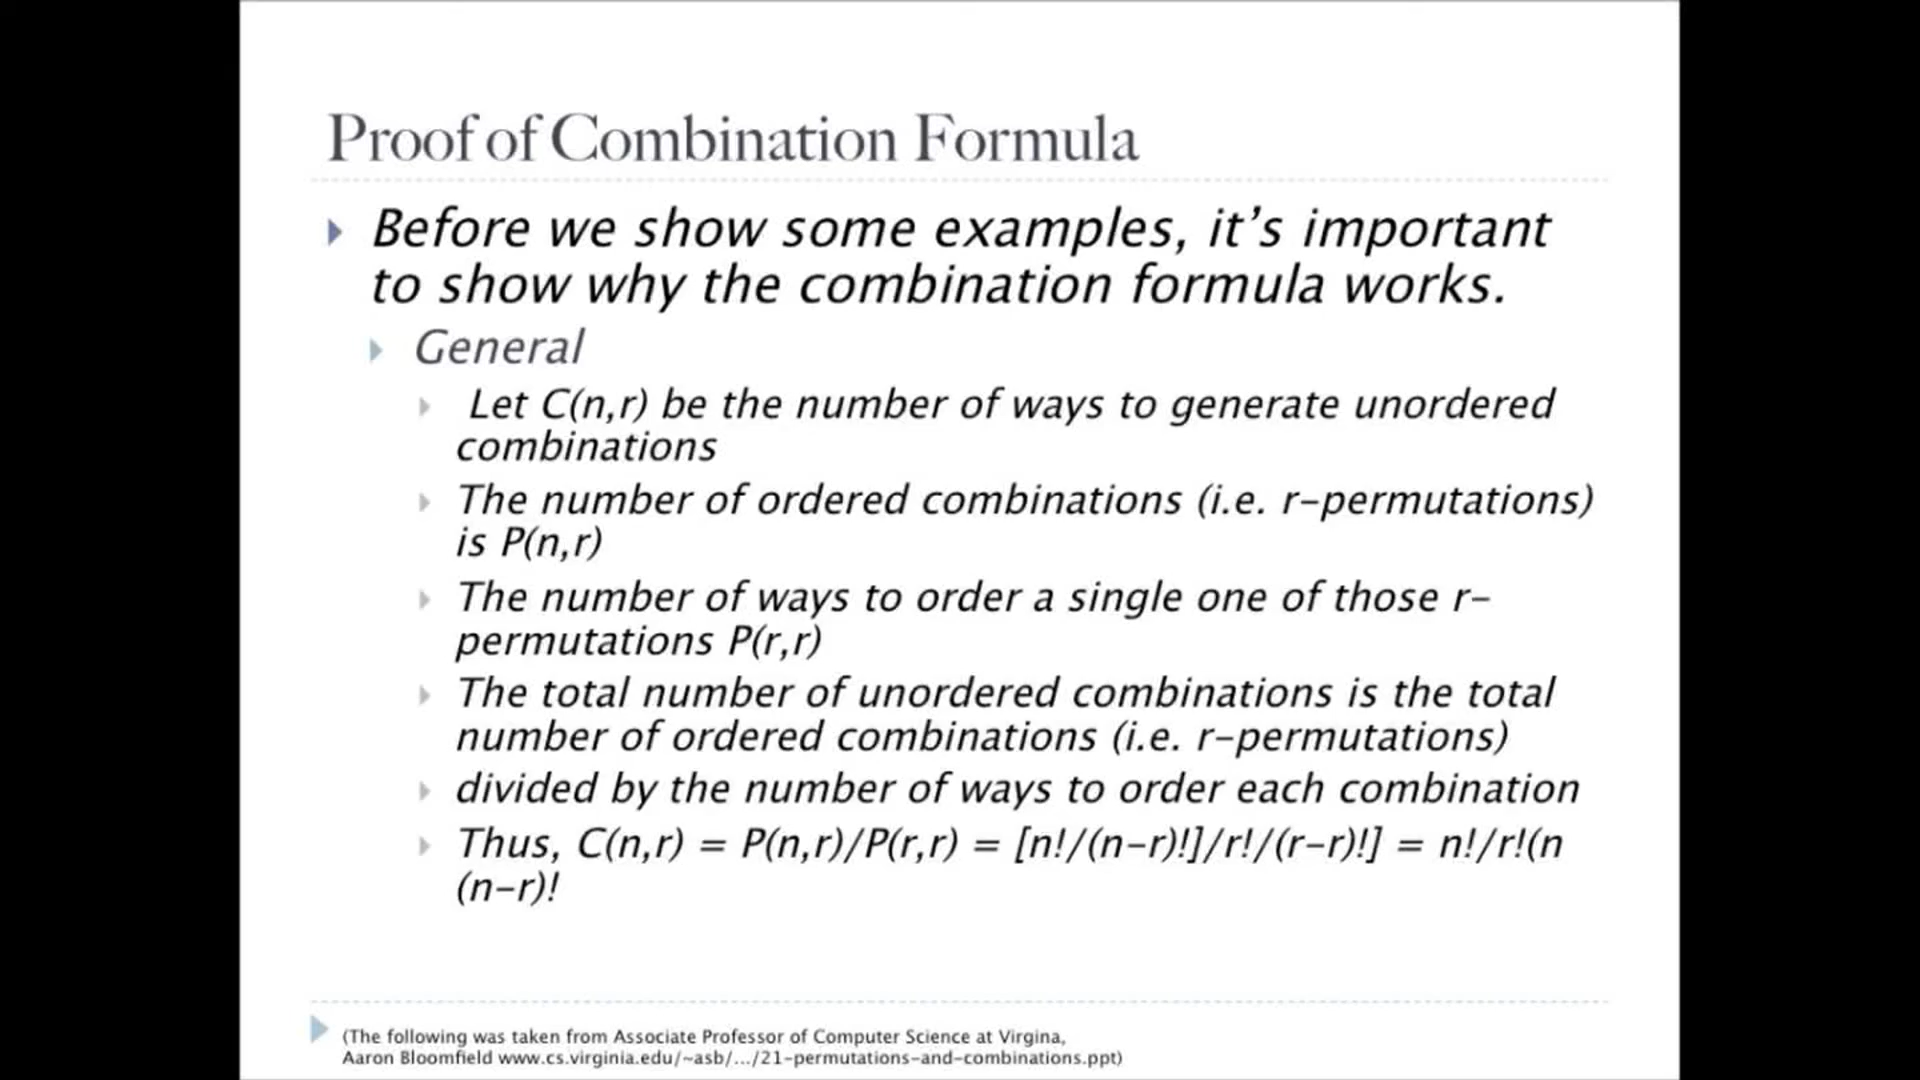 Proof of Combination Formula
Before we show some examples, it's important
to show why the combination formula works.
General
Let C(n,r) be the number of ways to generate unordered
combinations
The number of ordered combinations (i.e. r-permutations)
is P(n,r)
The number of ways to order a single one of those r-
permutations P(r,r)
The total number of unordered combinations is the total
number of ordered combinations (i.e. r-permutations)
divided by the number of ways to order each combination
Thus, C(n,r) = P(n,r)/P(r,r) = [n!/(n-r)!]/r!/(r-r)!] = n!/r!(n
(n-r)!
(The following was taken from Associate Professor of Computer Science at Virgina,
Aaron Bloomfield www.cs.virginia.edu/~asb/.../21-permutations-and-combinations.ppt)